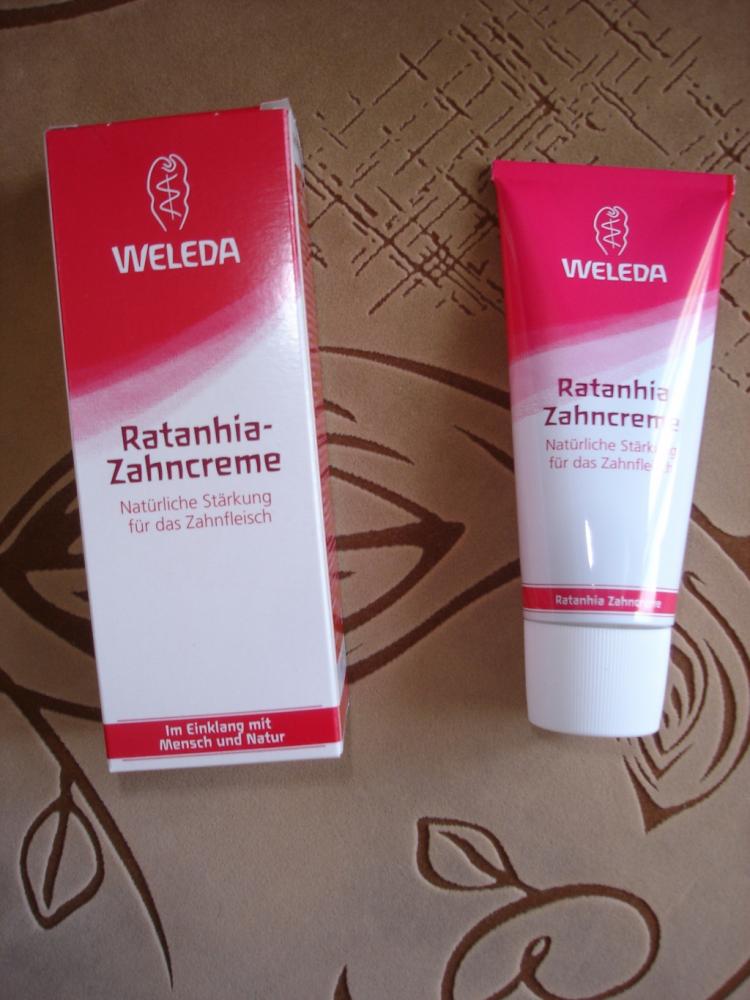 WELEDA
Ratanhia-
Zahncreme
Natürliche Stärkung
für das Zahnfleisch
Im Einklang mit
Mensch und Natur
WELEDA
Ratanhia
Zahncreme
Natürliche Stärkung
für das Zahnfleisch
Ratanhia Zahncreme